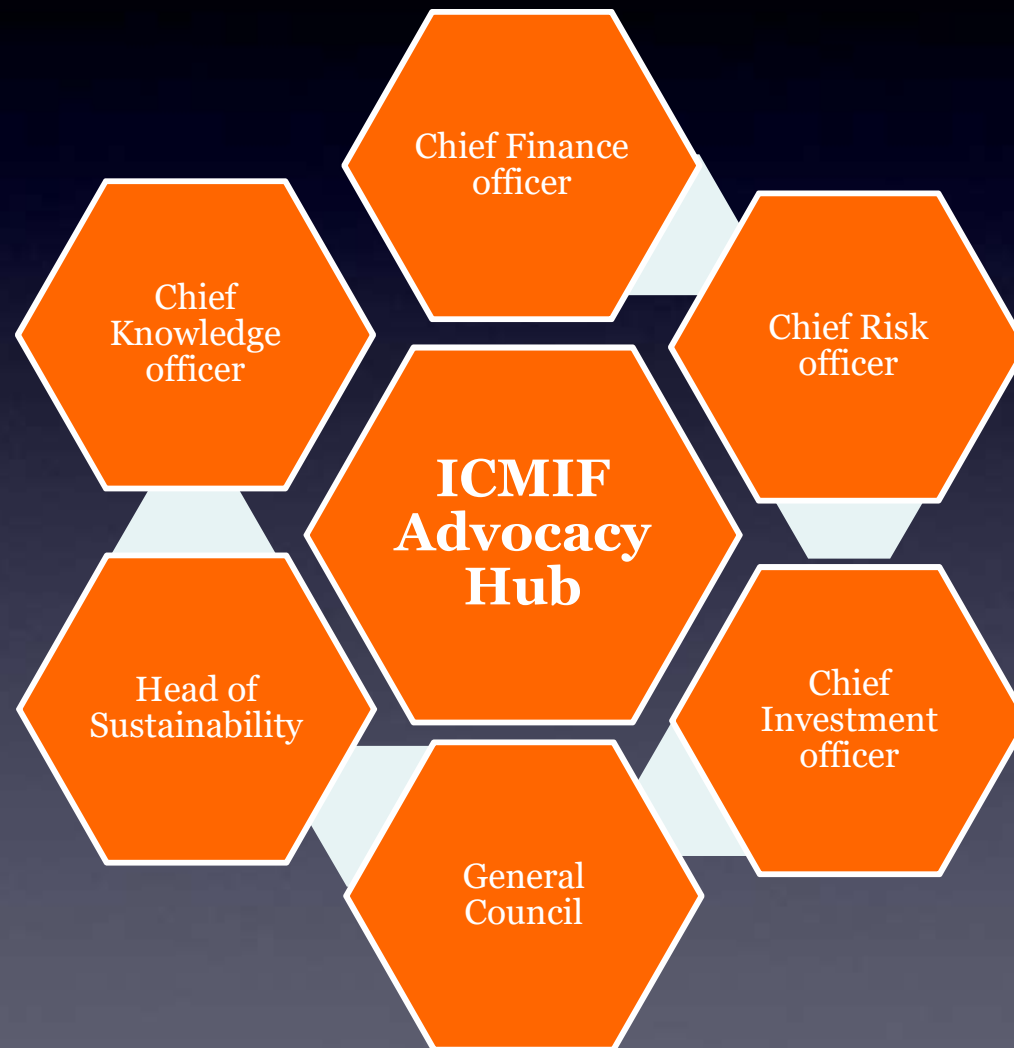 Chief Finance
officer
Chief
Knowledge
officer
Chief Risk
officer
ICMIF
Advocacy
Hub
Head of
Sustainability
Chief
Investment
officer
General
Council